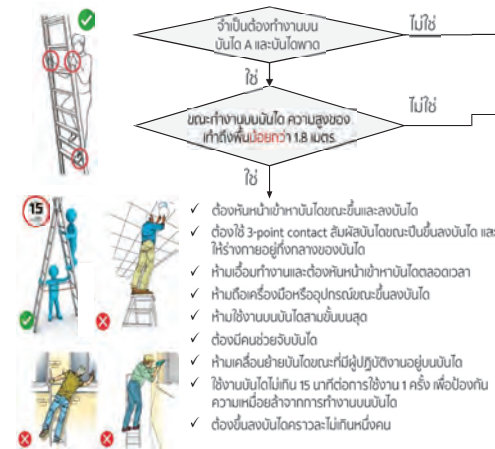 จำเป็นต้องทำงานบน
บันได A และบันไดพาด
ไม่ใช่
ใช่
ขณะทำงานบนบันได ความสูงของ
เท้าถึงพื้นน้อยกว่า 1.8 เมตร
ไม่ใช่
ใช่
15
✓ ต้องหันหน้าเข้าหาบันไดขณะขึ้นและลงบันได
✓ ต้องใช้ 3-point contact สัมผัสบันไดขณะปีนขึ้นลงบันได และ
ให้ร่างกายอยู่กึ่งกลางของบันได
✓ ห้ามเอื้อมทำงานและต้องหันหน้าเข้าหาบันไดตลอดเวลา
✓ ห้ามถือเครื่องมือหรืออุปกรณ์ขณะขึ้นลงบันได
✓ ห้ามใช้งานบนบันไดสามขั้นบนสุด
✓ ต้องมีคนช่วยจับบันได
✓ ห้ามเคลื่อนย้ายบันไดขณะที่มีผู้ปฏิบัติงานอยู่บนบันได
✓ ใช้งานบันไดไม่เกิน 15 นาทีต่อการใช้งาน 1 ครั้ง เพื่อป้องกัน
ความเหนื่อยล้าจากการทำงานบนบันได
✓ ต้องขึ้นลงบันไดคราวละไม่เกินหนึ่งคน